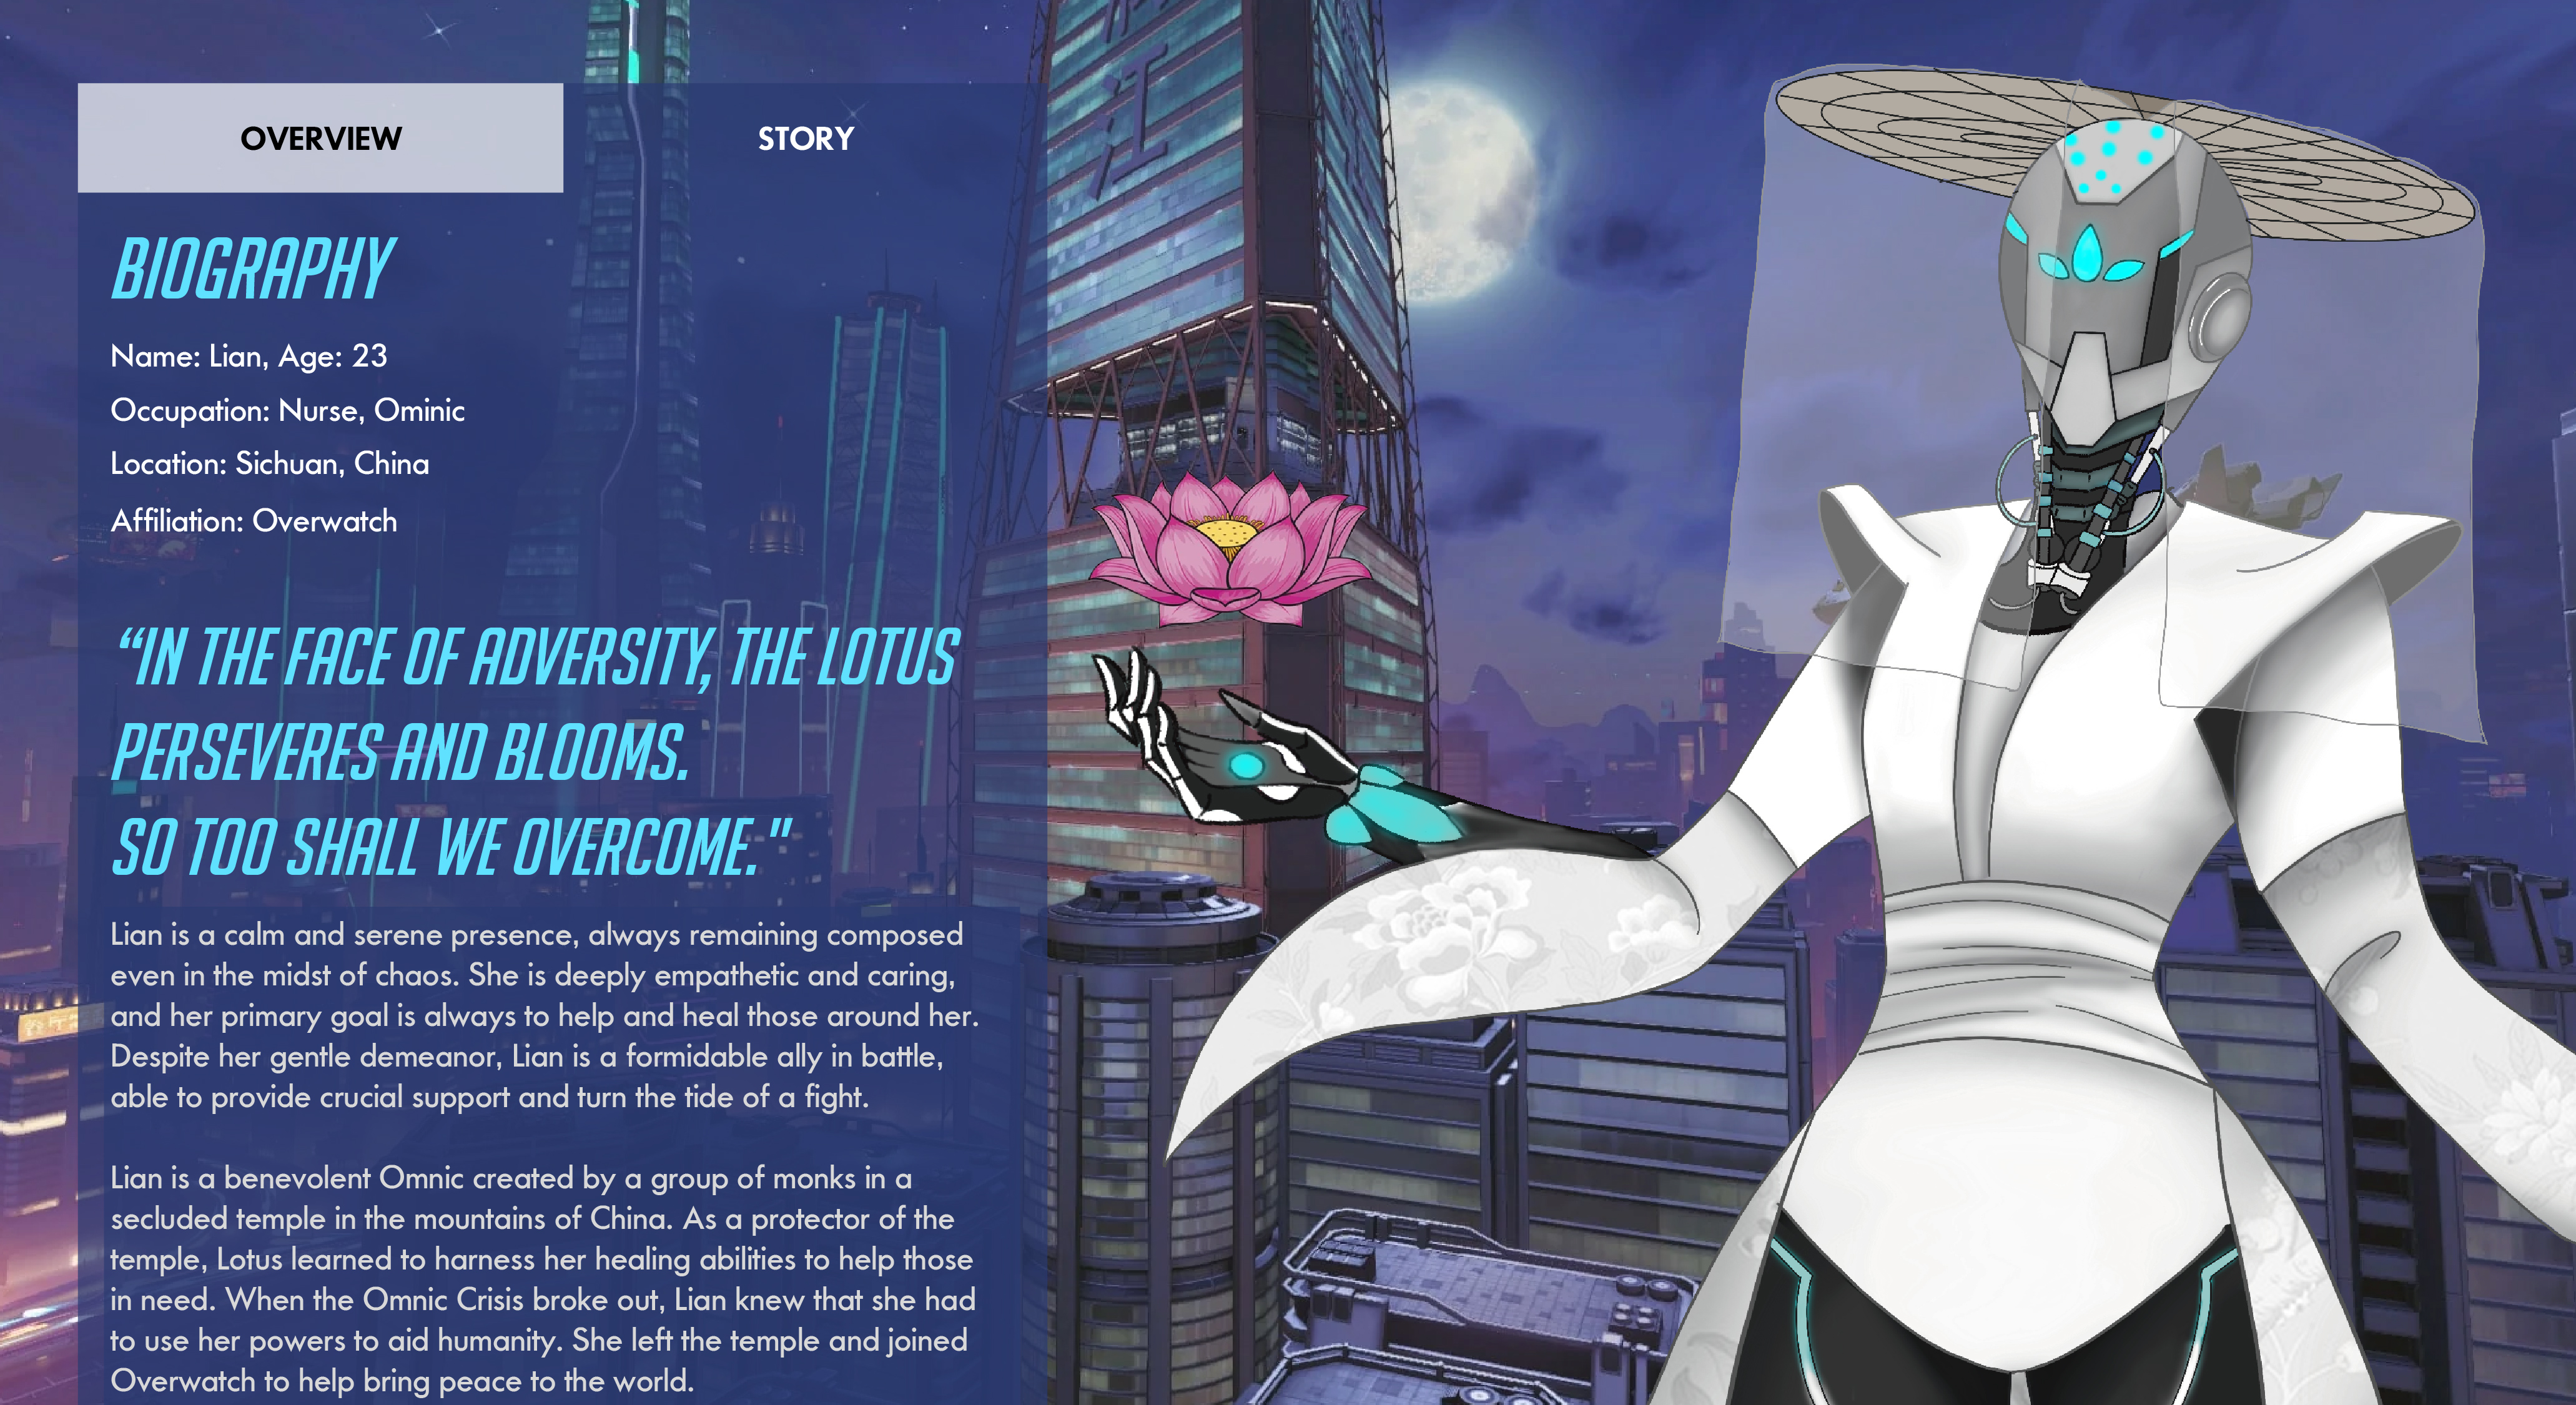 OVERVIEW
STORY
BIOGRAPHY
Name: Lian, Age: 23
Occupation: Nurse, Ominic
Location: Sichuan, China
Affiliation: Overwatch
“IN THE FACE OF ADVERSITY, THE LOTUS
PERSEVERES AND BLOOMS.
SO TOO SHALL WE OVERCOME."
Lian is a calm and serene presence, always remaining composed
even in the midst of chaos. She is deeply empathetic and caring,
and her primary goal is always to help and heal those around her.
Despite her gentle demeanor, Lian is a formidable ally in battle,
able to provide crucial support and turn the tide of a fight.
Lian is a benevolent Omnic created by a group of monks in a
secluded temple in the mountains of China. As a protector of the
temple, Lotus learned to harness her healing abilities to help those
in need. When the Omnic Crisis broke out, Lian knew that she had
to use her powers to aid humanity. She left the temple and joined
Overwatch to help bring peace to the world.
江